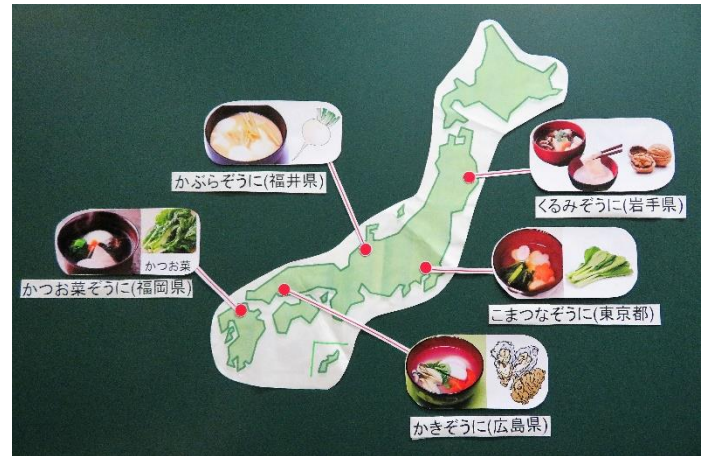 かぶらぞうに(福井県)
くるみぞうに(岩手県)
かつお菜
かつお菜ぞうに(福岡県)
こまつなぞうに(東京都)
かきぞうに(広島県)